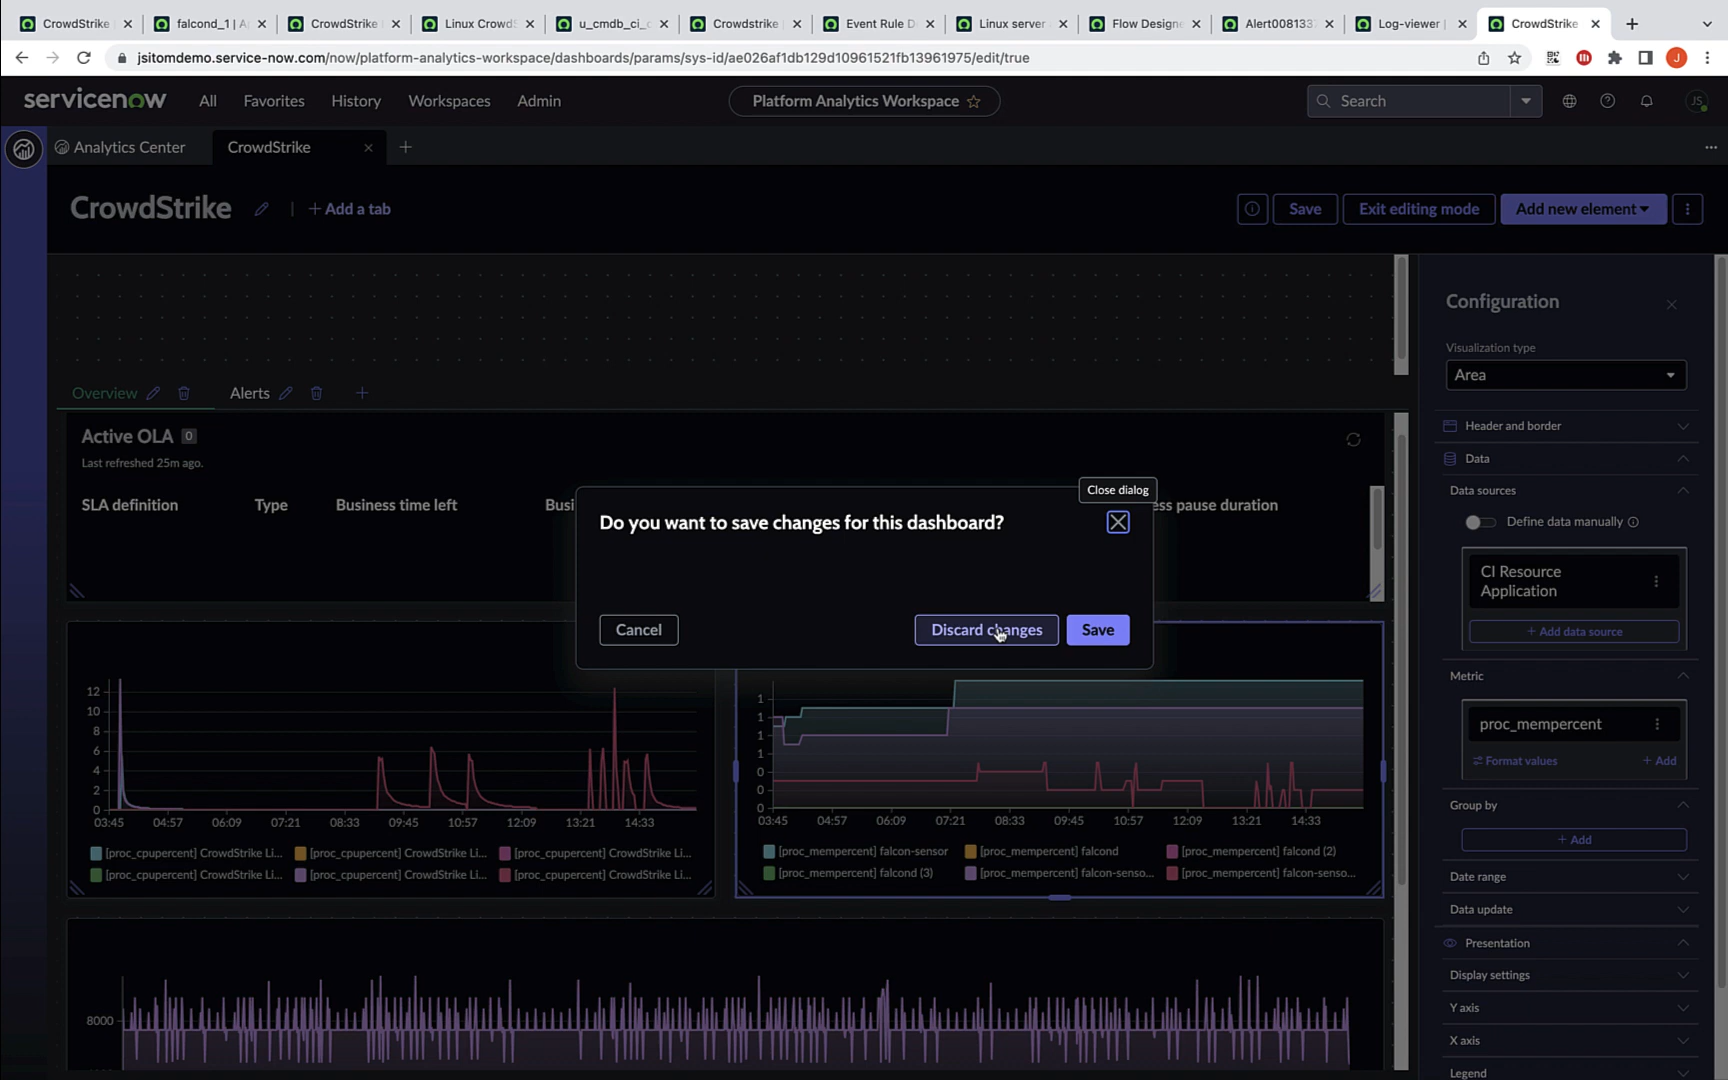 CrowdStrike
falcond_1 | A
CrowdStrike
Linux CrowdS
u_cmdb_ci_
Crowdstrike
Event Rule D
Linux server
Flow Designe
Alert0081337
Log-viewer |
CrowdStrike
jsitomdemo.service-now.com/now/platform-analytics-workspace/dashboards/params/sys-id/ae026af1db129d10961521fb13961975/edit/true
J
servicenow
All
Favorites
History
Workspaces
Admin
Platform Analytics Workspace
Search
JS
Analytics Center
CrowdStrike
CrowdStrike
+ Add a tab
Save
Exit editing mode
Add new element
Configuration
Visualization type
Area
Overview
Alerts
Header and border
Active OLA 0
Last refreshed 25m ago.
Data
Data sources
SLA definition
Type
Business time left
Busi
ess pause duration
Close dialog
Do you want to save changes for this dashboard?
Cancel
Discard changes
Save
Define data manually
CI Resource
Application
+ Add data source
Metric
proc_mempercent
Format values
+ Add
Group by
+ Add
Date range
Data update
Presentation
Display settings
Y axis
X axis
Legend
12
10
8
6
4
2
0
03:45 04:57 06:09 07:21 08:33 09:45 10:57 12:09 13:21 14:33
[proc_cpupercent] CrowdStrike Li...
[proc_cpupercent] CrowdStrike Li...
[proc_cpupercent] CrowdStrike Li...
[proc_cpupercent] CrowdStrike Li...
[proc_cpupercent] CrowdStrike Li...
[proc_cpupercent] CrowdStrike Li...
1
1
1
1
0
0
0
03:45 04:57 06:09 07:21 08:33 09:45 10:57 12:09 13:21 14:33
[proc_mempercent] falcon-sensor
[proc_mempercent] falcond
[proc_mempercent] falcond (2)
[proc_mempercent] falcond (3)
[proc_mempercent] falcon-senso...
[proc_mempercent] falcon-senso...
8000